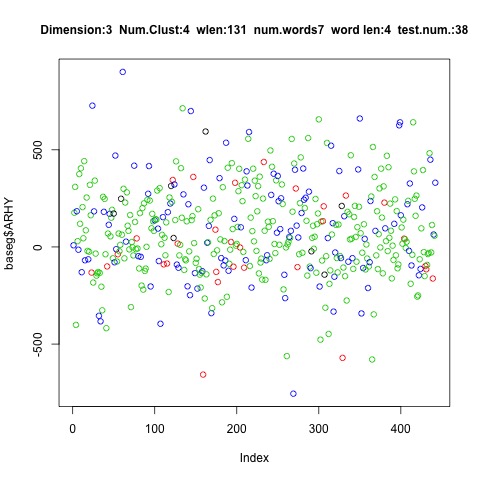 Dimension:3 Num.Clust:4 wlen:131 num.words7 word len:4 test.num.:38
500
0
-500
baseg$ARHY
0 100 200 300 400
Index